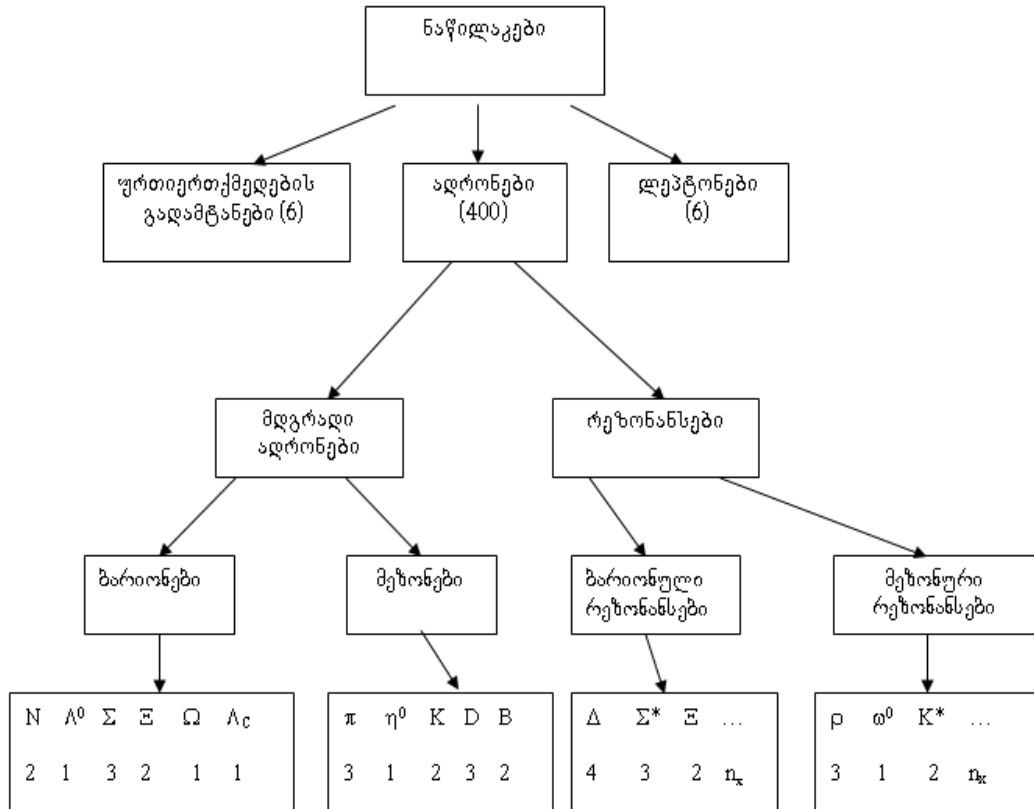 ნაწილაკები
ურთიერთქმედების
გადამტანები (6)
ადრონები
(400)
ლეპტონები
(6)
მდგრადი
ადრონები
რეზონანსები
ბარიონები
მეზონები
ბარიონული
რეზონანსები
მეზონური
რეზონანსები
N Λ⁰ Σ Ξ Ω Λ_C
2 1 3 2 1 1
π η⁰ K D B
3 1 2 3 2
Δ Σ* Ξ ...
4 3 2 nₓ
ρ ω⁰ K* ...
3 1 2 nₓ